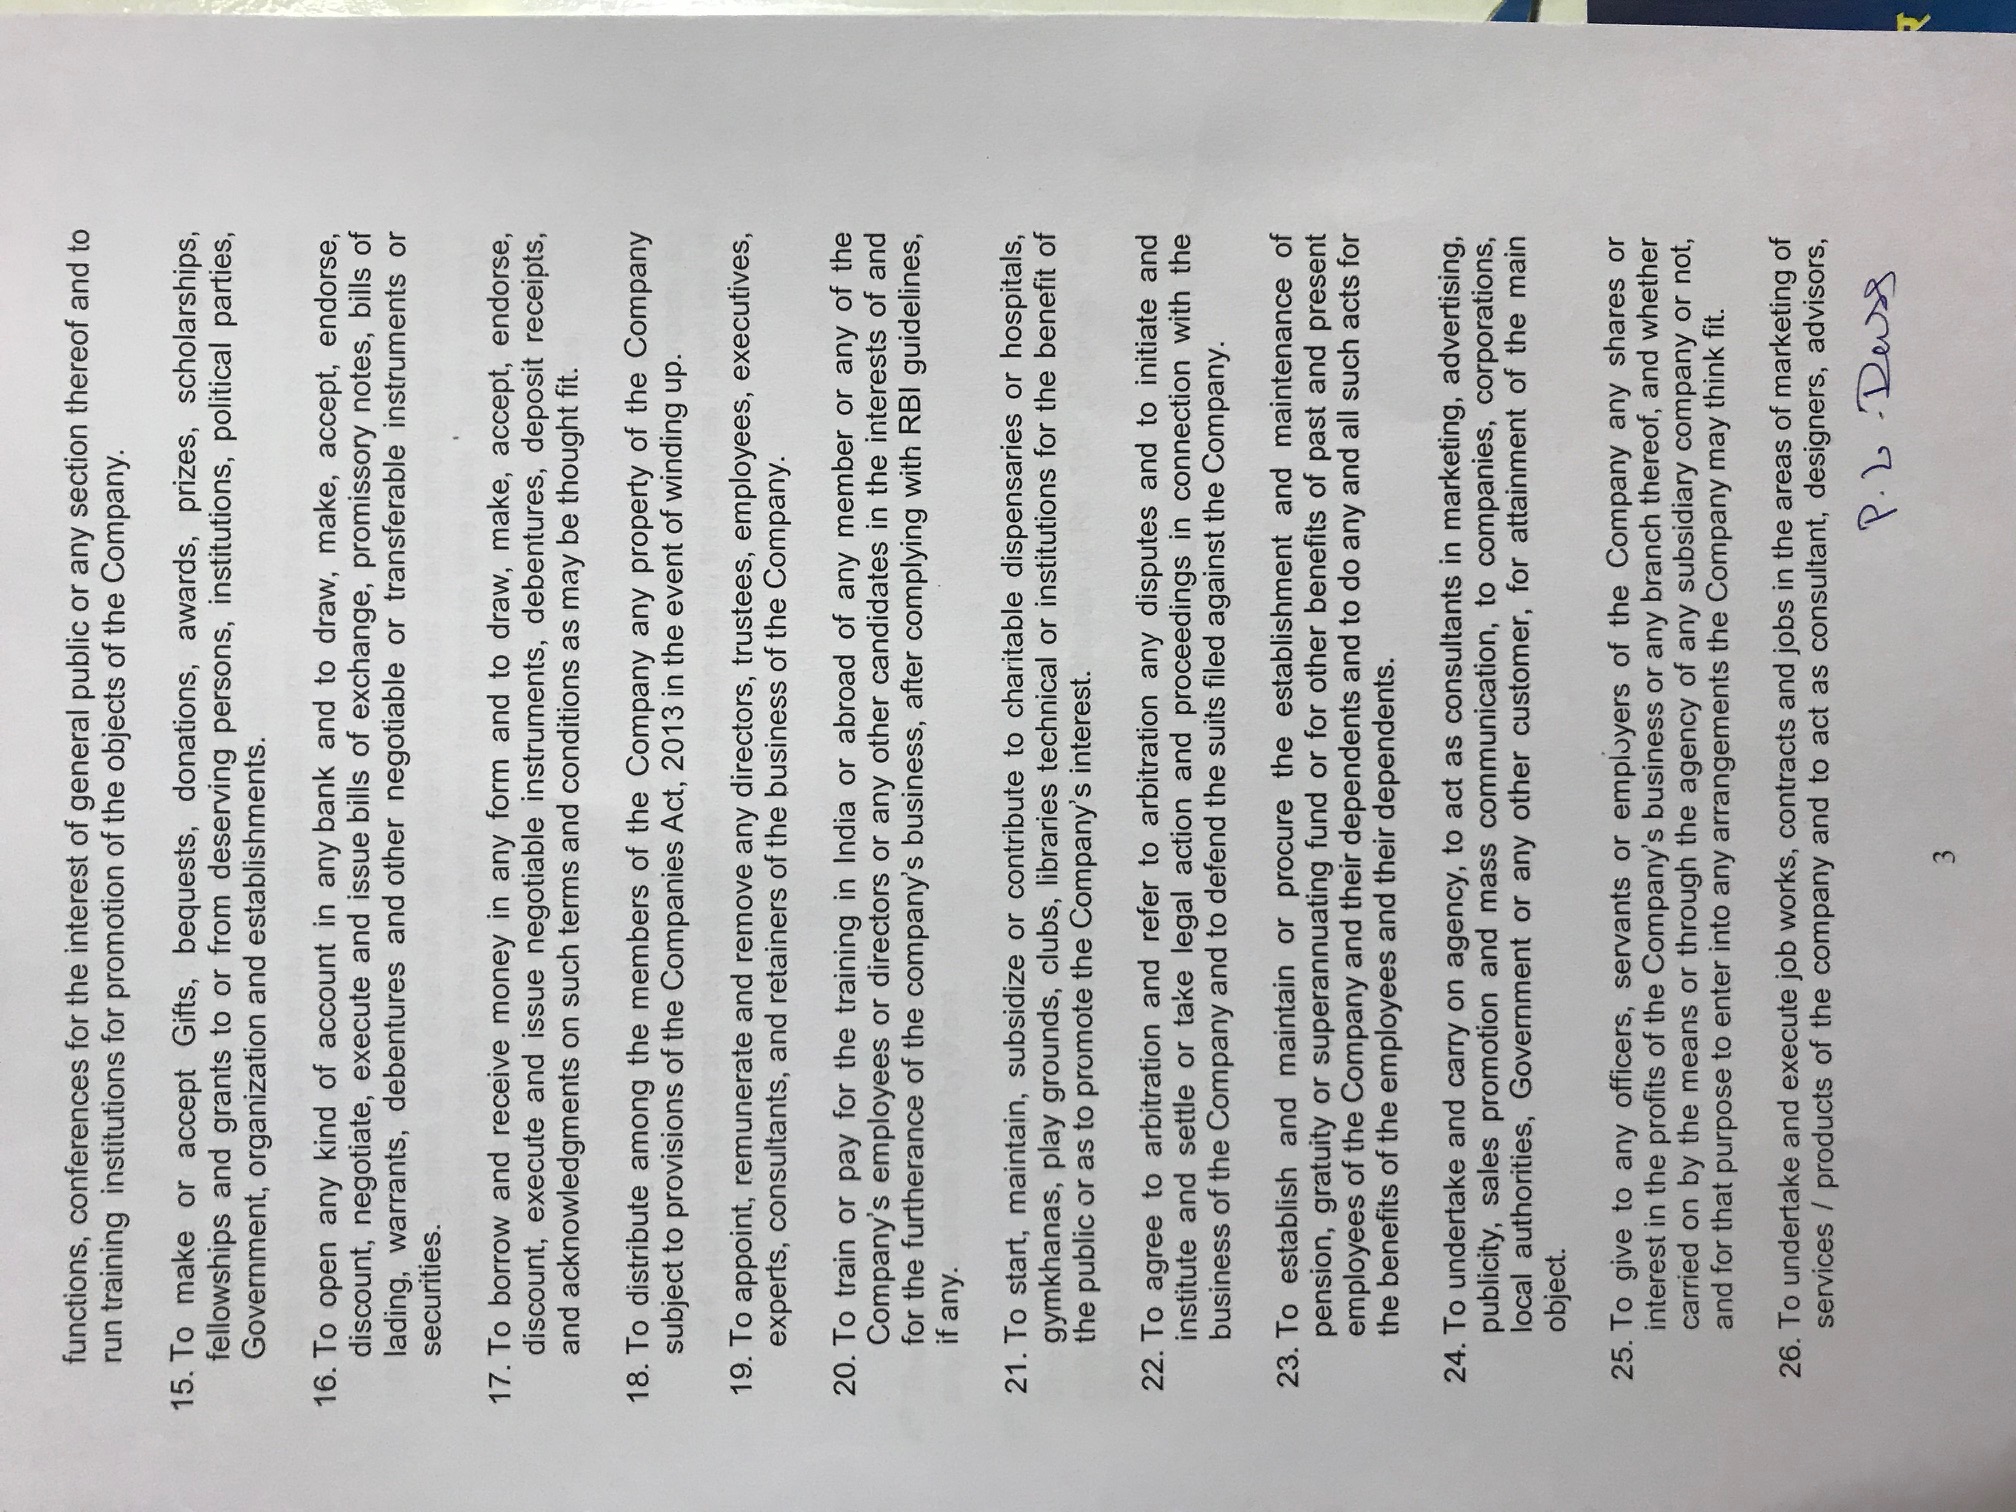 functions, conferences for the interest of general public or any section thereof and to
run training institutions for promotion of the objects of the Company.
15. To make or accept Gifts, bequests, donations, awards, prizes, scholarships,
fellowships and grants to or from deserving persons, institutions, political parties,
Government, organization and establishments.
16. To open any kind of account in any bank and to draw, make, accept, endorse,
discount, negotiate, execute and issue bills of exchange, promissory notes, bills of
lading, warrants, debentures and other negotiable or transferable instruments or
securities.
17. To borrow and receive money in any form and to draw, make, accept, endorse,
discount, execute and issue negotiable instruments, debentures, deposit receipts,
and acknowledgments on such terms and conditions as may be thought fit.
18. To distribute among the members of the Company any property of the Company
subject to provisions of the Companies Act, 2013 in the event of winding up.
19. To appoint, remunerate and remove any directors, trustees, employees, executives,
experts, consultants, and retainers of the business of the Company.
20. To train or pay for the training in India or abroad of any member or any of the
Company's employees or directors or any other candidates in the interests of and
for the furtherance of the company's business, after complying with RBI guidelines,
if any.
21. To start, maintain, subsidize or contribute to charitable dispensaries or hospitals,
gymkhanas, play grounds, clubs, libraries technical or institutions for the benefit of
the public or as to promote the Company's interest.
22. To agree to arbitration and refer to arbitration any disputes and to initiate and
institute and settle or take legal action and proceedings in connection with the
business of the Company and to defend the suits filed against the Company.
23. To establish and maintain or procure the establishment and maintenance of
pension, gratuity or superannuating fund or for other benefits of past and present
employees of the Company and their dependents and to do any and all such acts for
the benefits of the employees and their dependents.
24. To undertake and carry on agency, to act as consultants in marketing, advertising,
publicity, sales promotion and mass communication, to companies, corporations,
local authorities, Government or any other customer, for attainment of the main
object.
25. To give to any officers, servants or employers of the Company any shares or
interest in the profits of the Company's business or any branch thereof, and whether
carried on by the means or through the agency of any subsidiary company or not,
and for that purpose to enter into any arrangements the Company may think fit.
26. To undertake and execute job works, contracts and jobs in the areas of marketing of
services / products of the company and to act as consultant, designers, advisors,
3